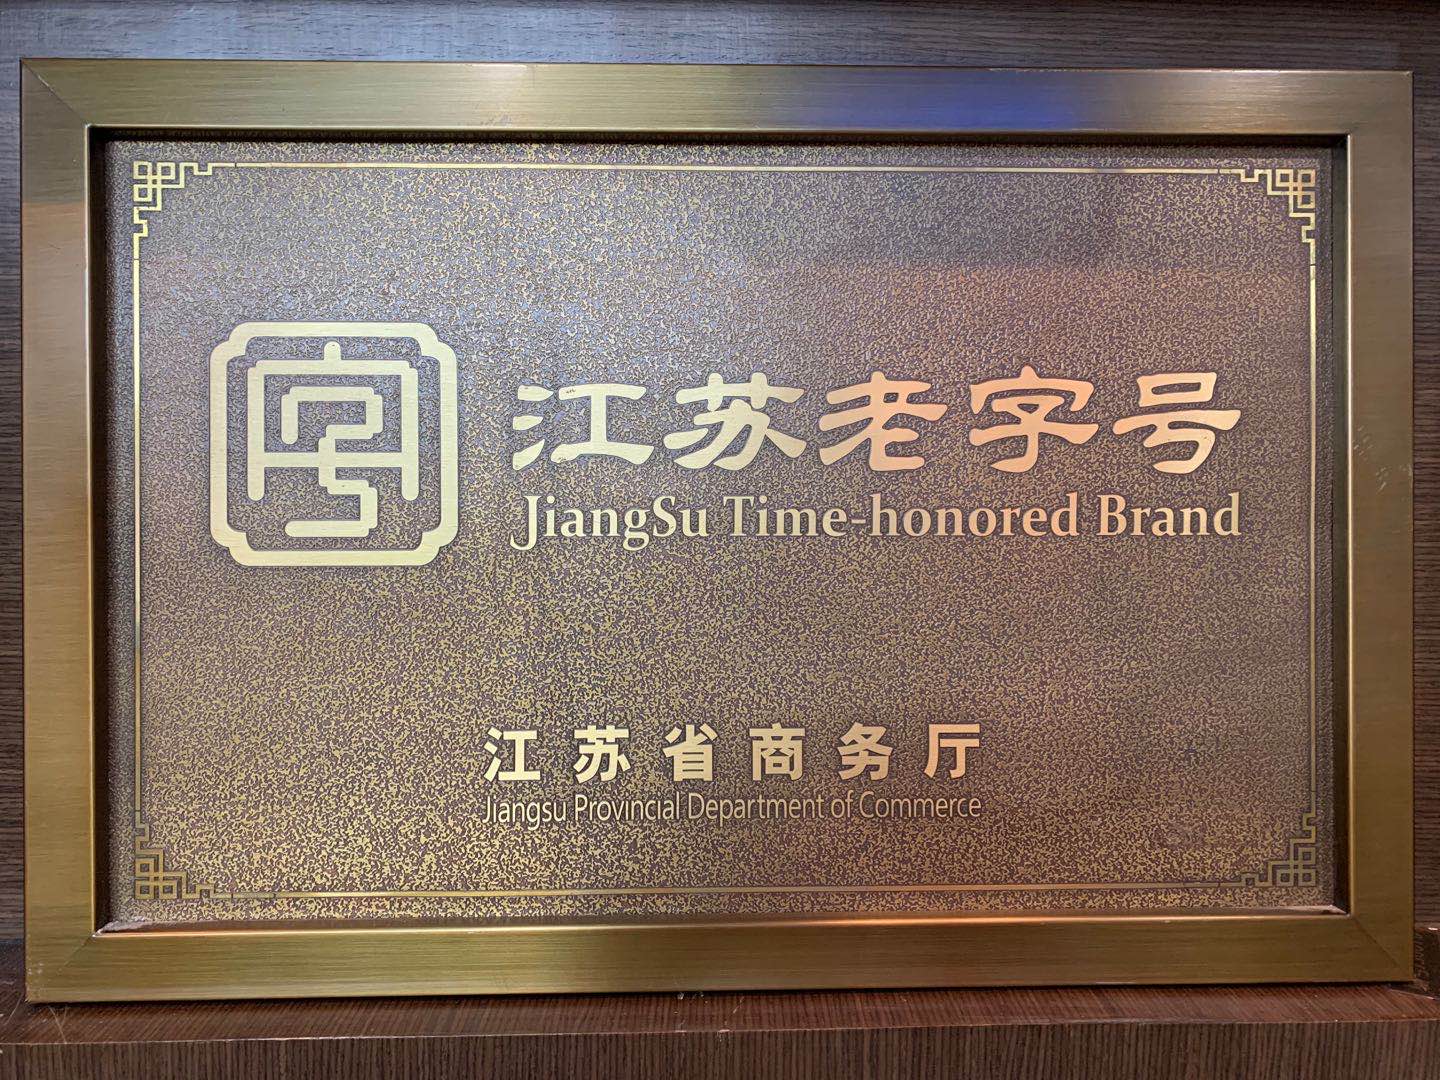 江苏老字号
JiangSu Time-honored Brand
江苏省商务厅
Jiangsu Provincial Department of Commerce